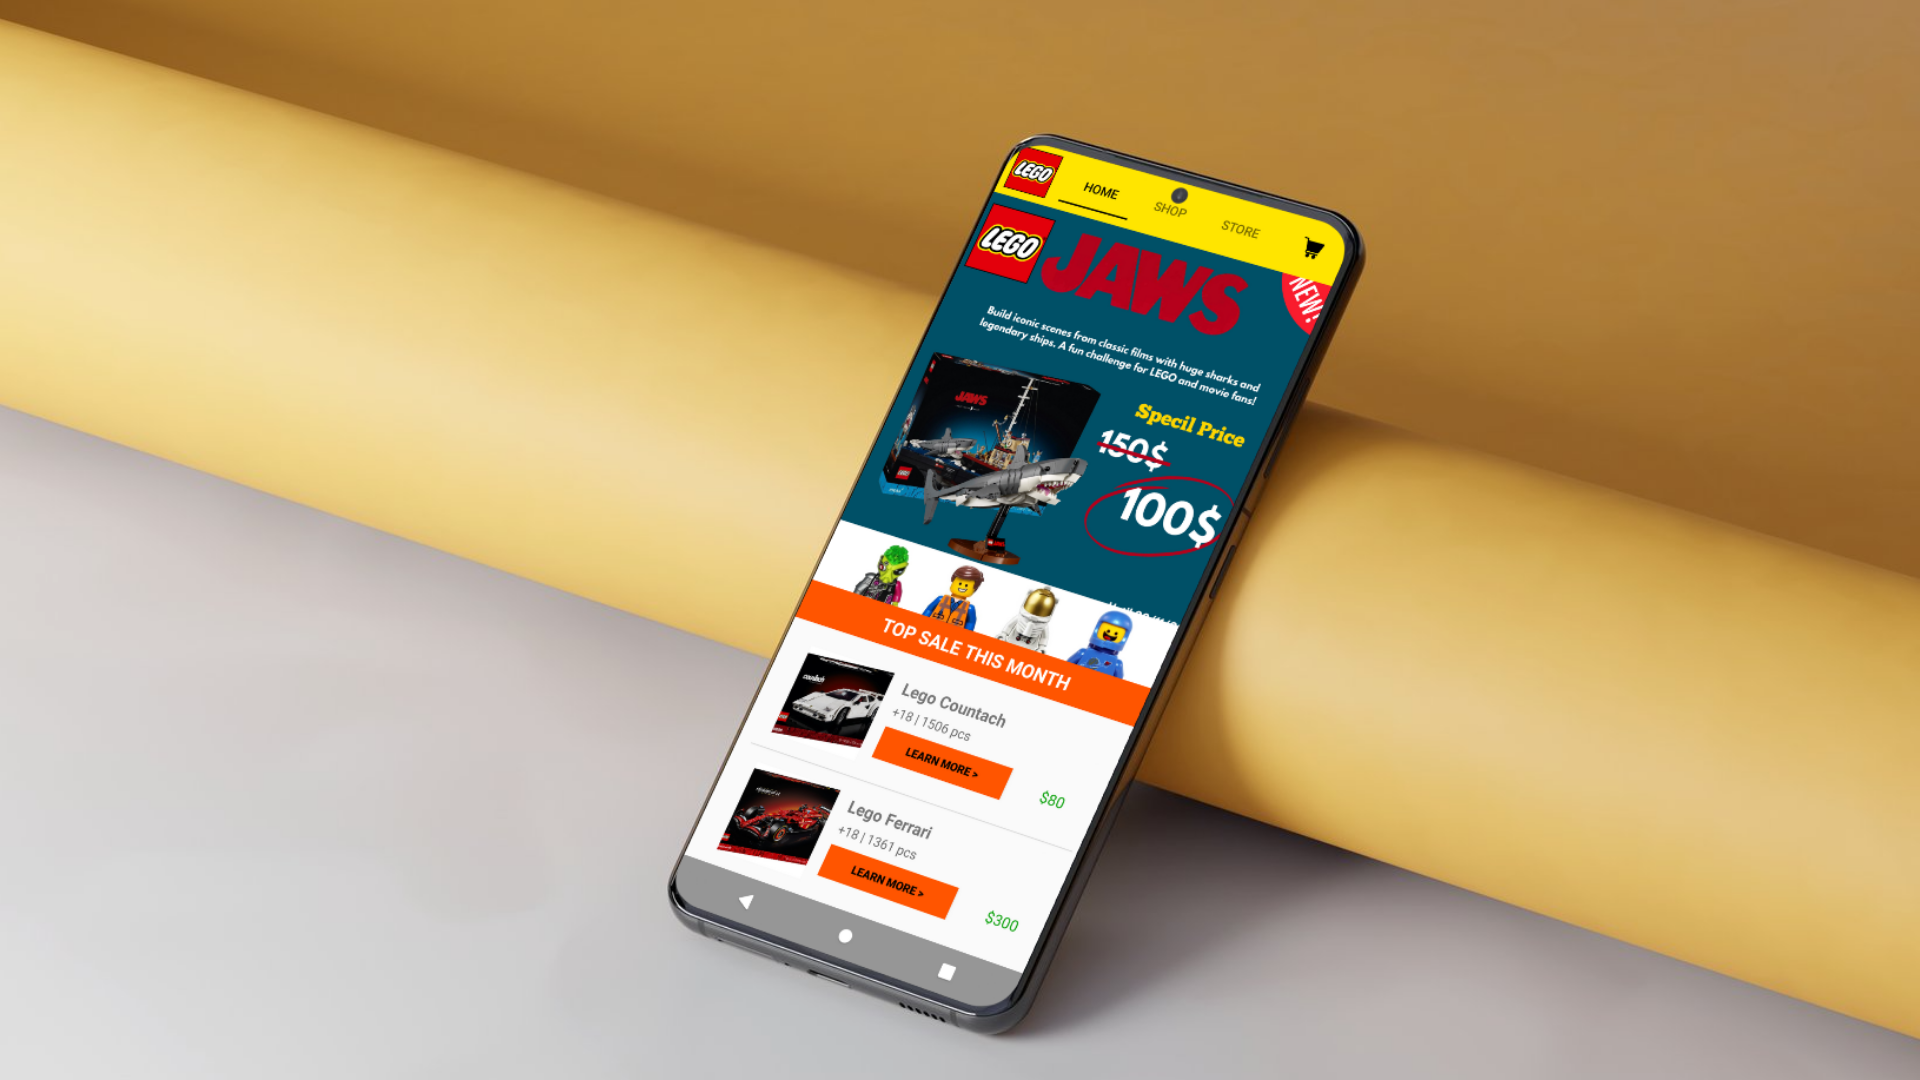 LEGO
HOME
SHOP
STORE
LEGO
JAWS
NEW!
Build iconic scenes from classic films with huge sharks and
legendary ships. A fun challenge for LEGO and movie fans!
JAWS
Specil Price
150$
100$
TOP SALE THIS MONTH
Lego Countach
+18 | 1506 pcs
LEARN MORE >
$80
Lego Ferrari
+18 | 1361 pcs
LEARN MORE >
$300